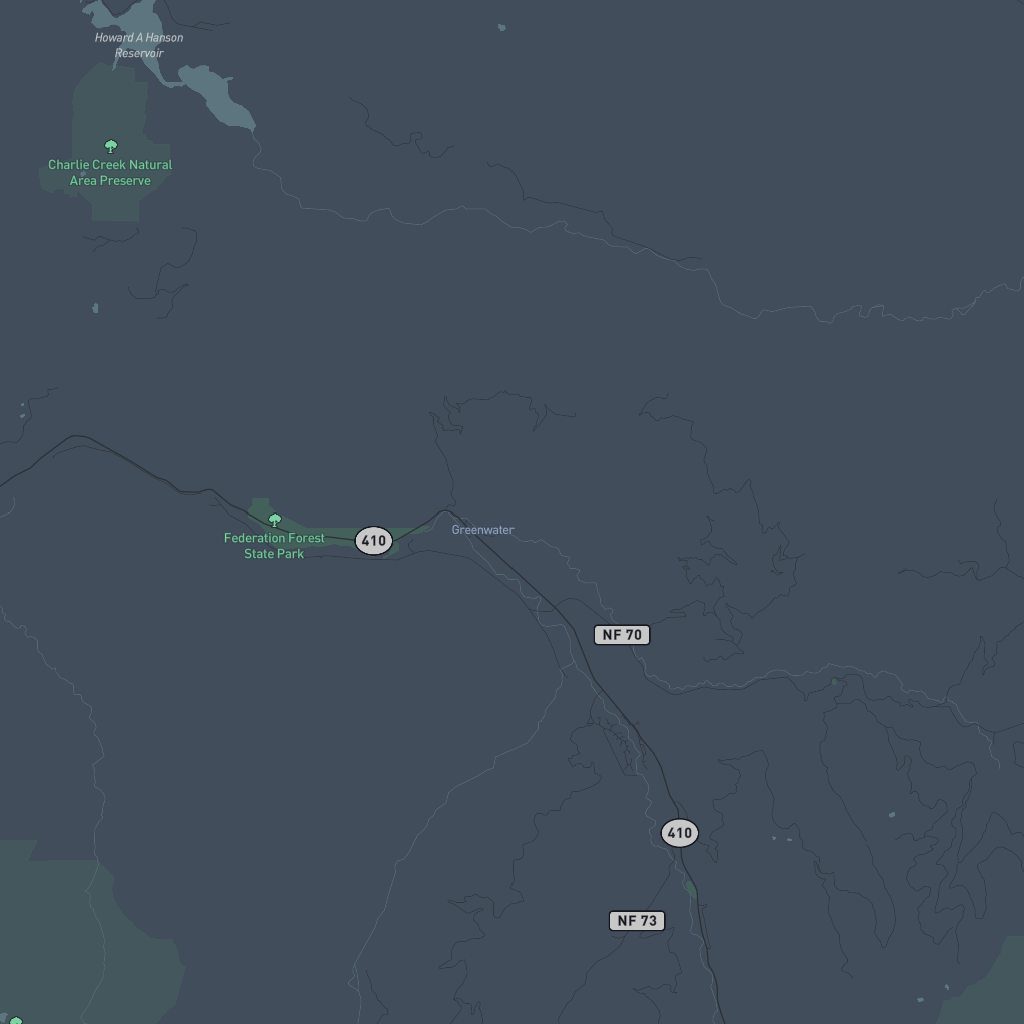 Howard A Hanson
Reservoir
Charlie Creek Natural
Area Preserve
Greenwater
Federation Forest
State Park
410
NF 70
410
NF 73